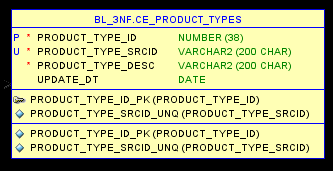 BL_3NF.CE_PRODUCT_TYPES
P * PRODUCT_TYPE_ID NUMBER (38)
U * PRODUCT_TYPE_SRCID VARCHAR2 (200 CHAR)
* PRODUCT_TYPE_DESC VARCHAR2 (200 CHAR)
UPDATE_DT DATE
PRODUCT_TYPE_ID_PK (PRODUCT_TYPE_ID)
PRODUCT_TYPE_SRCID_UNQ (PRODUCT_TYPE_SRCID)
PRODUCT_TYPE_ID_PK (PRODUCT_TYPE_ID)
PRODUCT_TYPE_SRCID_UNQ (PRODUCT_TYPE_SRCID)